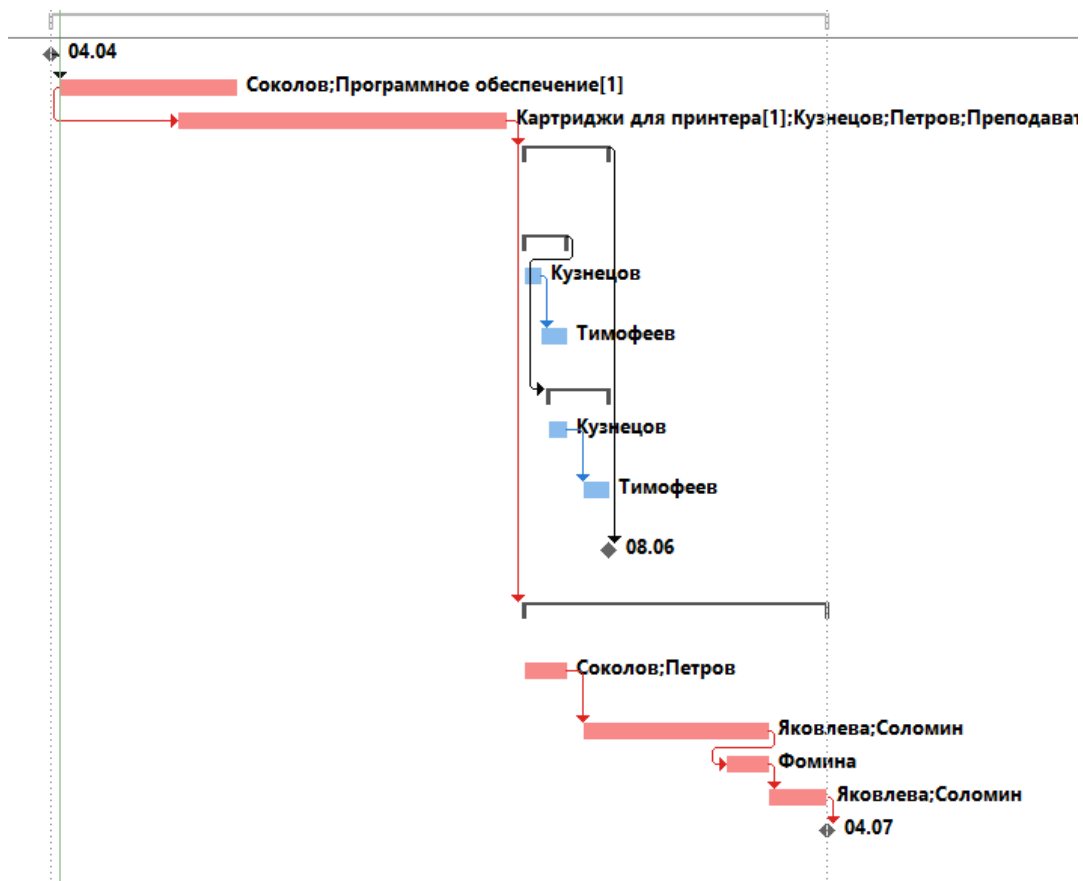 04.04
Соколов;Программное обеспечение[1]
Картриджи для принтера[1];Кузнецов;Петров;Преподават
Кузнецов
Тимофеев
Кузнецов
Тимофеев
08.06
Соколов;Петров
Яковлева;Соломин
Фомина
Яковлева;Соломин
04.07